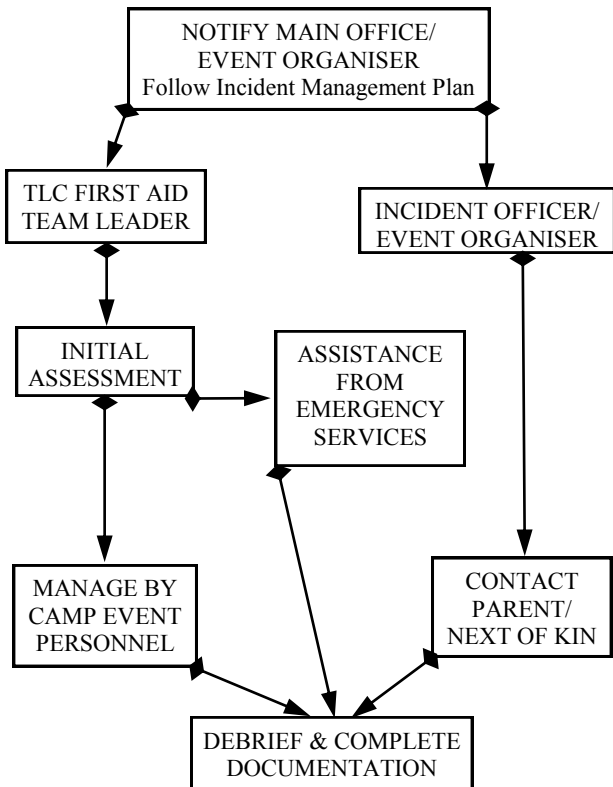 NOTIFY MAIN OFFICE/
EVENT ORGANISER
Follow Incident Management Plan
TLC FIRST AID
TEAM LEADER
INCIDENT OFFICER/
EVENT ORGANISER
INITIAL
ASSESSMENT
ASSISTANCE
FROM
EMERGENCY
SERVICES
MANAGE BY
CAMP EVENT
PERSONNEL
CONTACT
PARENT/
NEXT OF KIN
DEBRIEF & COMPLETE
DOCUMENTATION